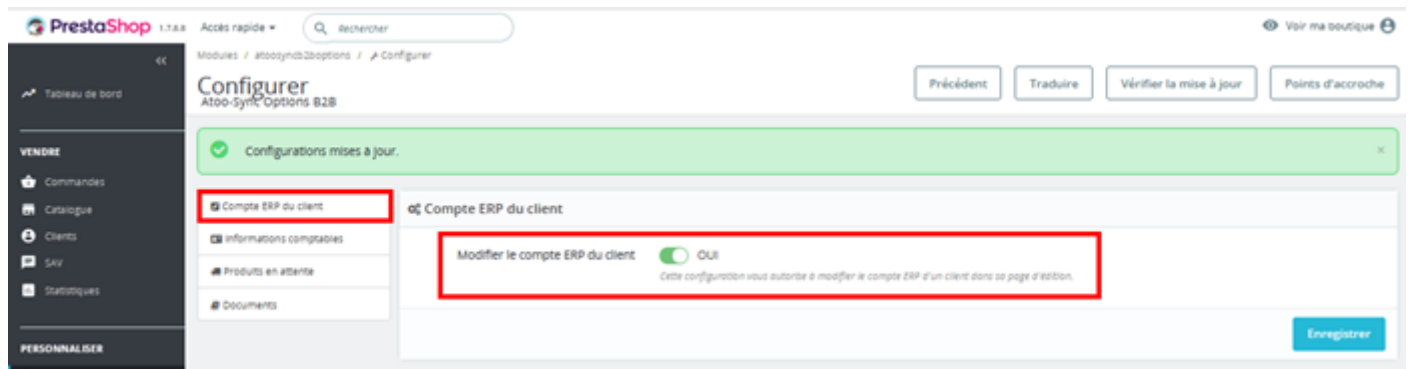 PrestaShop 1.7.8.8 Accès rapide Rechercher Voir ma boutique
Modules / atoosyncb2boptions / Configurer
Configurer
Atoo-Sync Options B2B
Précédent Traduire Vérifier la mise à jour Points d'accroche
Tableau de bord
Configurations mises à jour.
VENDRE
Commandes
Catalogue
Clients
SAV
Statistiques
PERSONNALISER
Compte ERP du client
Informations comptables
Produits en attente
Documents
Compte ERP du client
Modifier le compte ERP du client OUI
Cette configuration vous autorise à modifier le compte ERP d'un client dans sa page d'édition.
Enregistrer